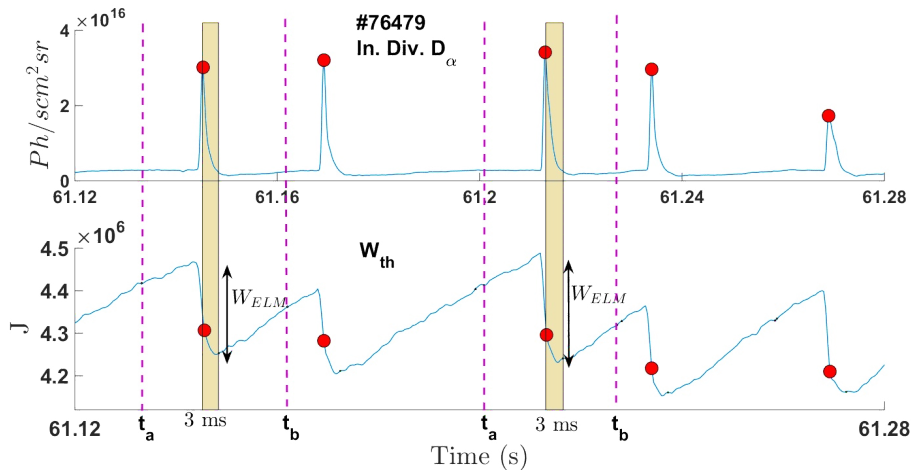 ×10^16
#76479
In. Div. D_α
Ph/scm^2 sr
4
2
0
61.12
61.16
61.2
61.24
61.28
×10^6
W_th
4.5
4.4
4.3
4.2
J
W_ELM
W_ELM
61.12
t_a
3 ms
t_b
t_a
3 ms
t_b
61.28
Time (s)